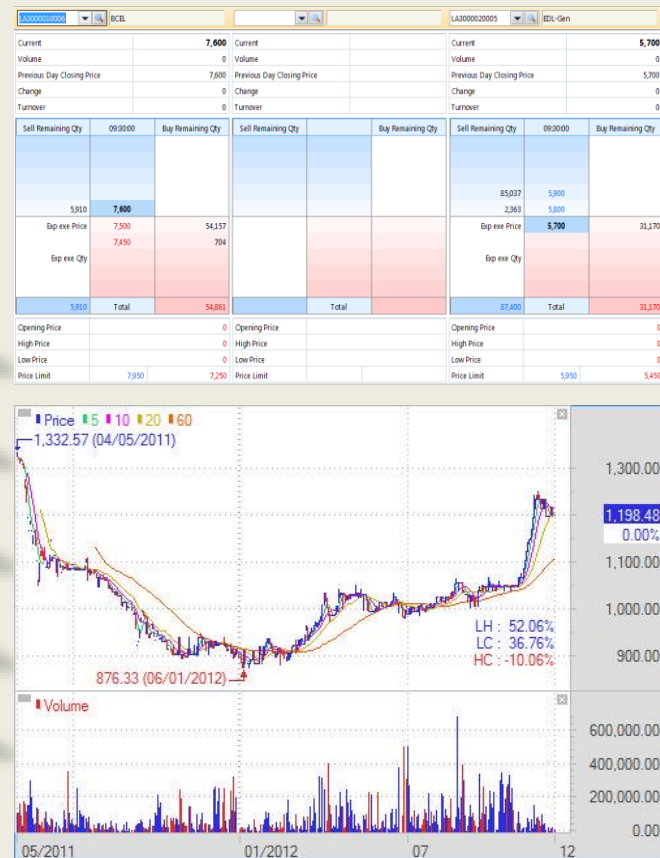 LA3000010006 BCEL LA3000020005 EDL-Gen
Current 7,600 Current Current 5,700
Volume 0 Volume Volume 0
Previous Day Closing Price 7,600 Previous Day Closing Price Previous Day Closing Price 5,700
Change 0 Change Change 0
Turnover 0 Turnover Turnover 0
Sell Remaining Qty 09:30:00 Buy Remaining Qty Sell Remaining Qty Buy Remaining Qty Sell Remaining Qty 09:30:00 Buy Remaining Qty
85,037 5,900
5,910 7,600 2,363 5,800
Exp exe Price 7,500 54,157 Exp exe Price 5,700 31,170
7,450 704
Exp exe Qty Exp exe Qty
5,910 Total 54,861 Total 87,400 Total 31,170
Opening Price 0 Opening Price Opening Price 0
High Price 0 High Price High Price 0
Low Price 0 Low Price Low Price 0
Price Limit 7,950 7,250 Price Limit Price Limit 5,950 5,450
Price 5 10 20 60
1,332.57 (04/05/2011)
1,300.00
1,198.48
0.00%
1,100.00
1,000.00
LH : 52.06%
LC : 36.76%
HC : -10.06%
900.00
876.33 (06/01/2012)
Volume
600,000.00
400,000.00
200,000.00
0.00
05/2011 01/2012 07 12